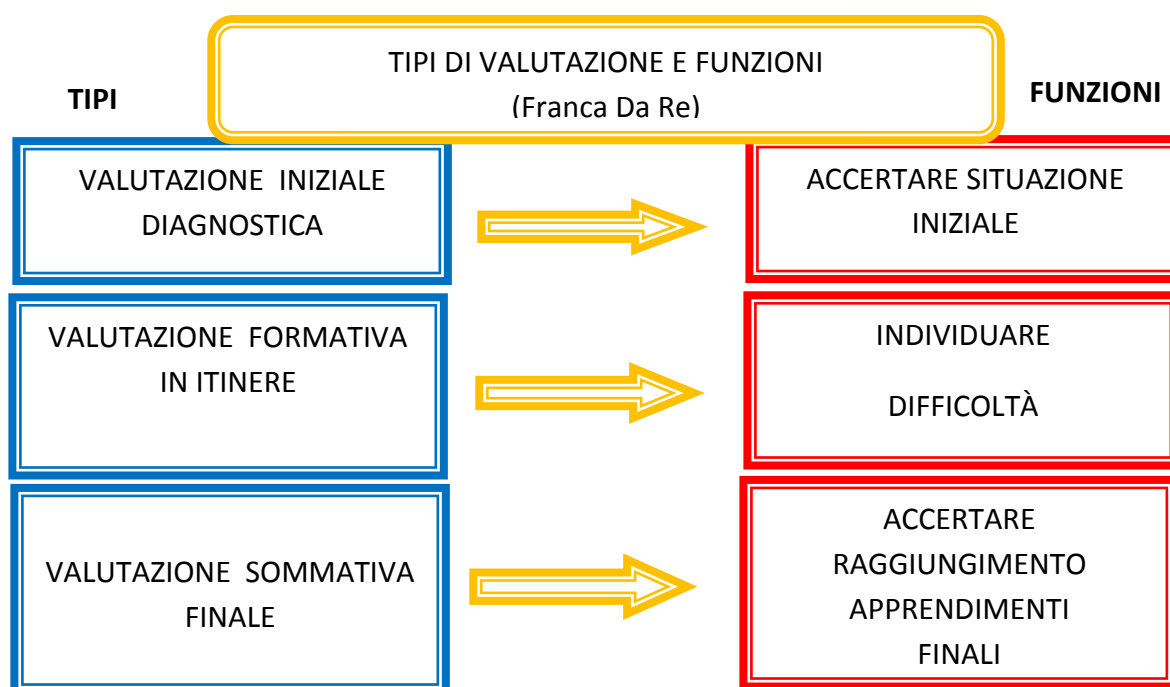 TIPI DI VALUTAZIONE E FUNZIONI
(Franca Da Re)
TIPI
FUNZIONI
VALUTAZIONE INIZIALE
DIAGNOSTICA
ACCERTARE SITUAZIONE
INIZIALE
VALUTAZIONE FORMATIVA
IN ITINERE
INDIVIDUARE
DIFFICOLTÀ
VALUTAZIONE SOMMATIVA
FINALE
ACCERTARE
RAGGIUNGIMENTO
APPRENDIMENTI
FINALI